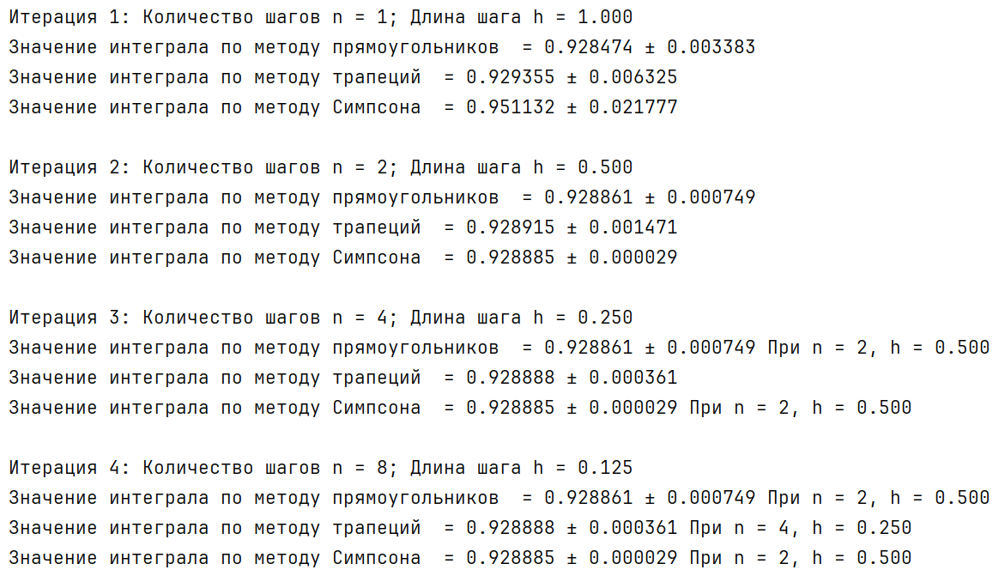 Итерация 1: Количество шагов n = 1; Длина шага h = 1.000
Значение интеграла по методу прямоугольников  = 0.928474 ± 0.003383
Значение интеграла по методу трапеций  = 0.929355 ± 0.006325
Значение интеграла по методу Симпсона  = 0.951132 ± 0.021777
Итерация 2: Количество шагов n = 2; Длина шага h = 0.500
Значение интеграла по методу прямоугольников  = 0.928861 ± 0.000749
Значение интеграла по методу трапеций  = 0.928915 ± 0.001471
Значение интеграла по методу Симпсона  = 0.928885 ± 0.000029
Итерация 3: Количество шагов n = 4; Длина шага h = 0.250
Значение интеграла по методу прямоугольников  = 0.928861 ± 0.000749 При n = 2, h = 0.500
Значение интеграла по методу трапеций  = 0.928888 ± 0.000361
Значение интеграла по методу Симпсона  = 0.928885 ± 0.000029 При n = 2, h = 0.500
Итерация 4: Количество шагов n = 8; Длина шага h = 0.125
Значение интеграла по методу прямоугольников  = 0.928861 ± 0.000749 При n = 2, h = 0.500
Значение интеграла по методу трапеций  = 0.928888 ± 0.000361 При n = 4, h = 0.250
Значение интеграла по методу Симпсона  = 0.928885 ± 0.000029 При n = 2, h = 0.500